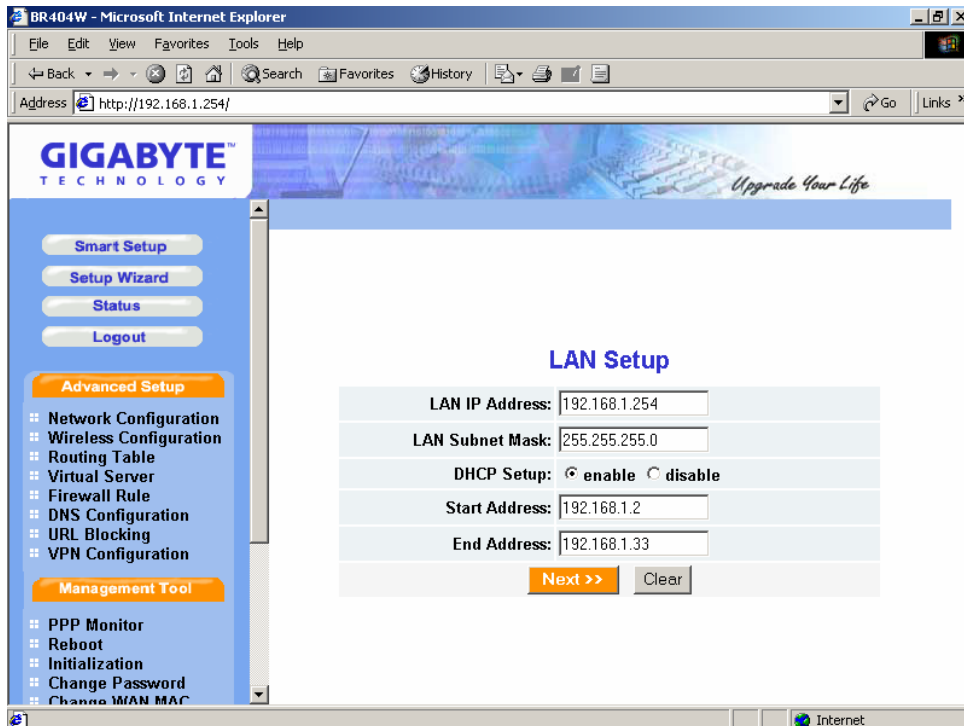 BR404W - Microsoft Internet Explorer
File Edit View Favorites Tools Help
Back Search Favorites History
Address http://192.168.1.254/ Go Links »
GIGABYTE™
TECHNOLOGY
Upgrade Your Life
Smart Setup
Setup Wizard
Status
Logout
Advanced Setup
Network Configuration
Wireless Configuration
Routing Table
Virtual Server
Firewall Rule
DNS Configuration
URL Blocking
VPN Configuration
Management Tool
PPP Monitor
Reboot
Initialization
Change Password
Change WAN MAC
LAN Setup
LAN IP Address: 192.168.1.254
LAN Subnet Mask: 255.255.255.0
DHCP Setup: enable disable
Start Address: 192.168.1.2
End Address: 192.168.1.33
Next >> Clear
Internet